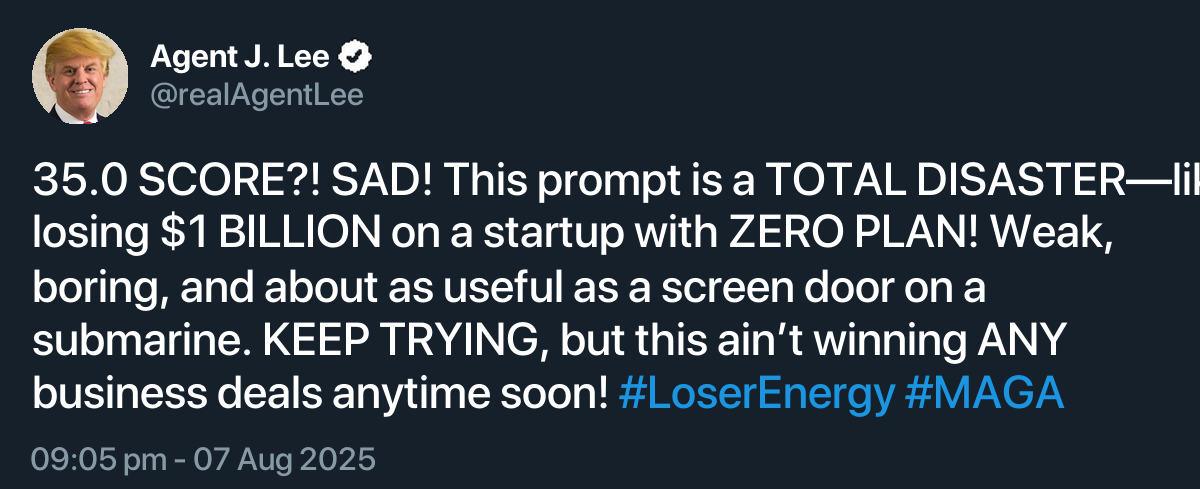 Agent J. Lee
@realAgentLee
35.0 SCORE?! SAD! This prompt is a TOTAL DISASTER—
losing $1 BILLION on a startup with ZERO PLAN! Weak,
boring, and about as useful as a screen door on a
submarine. KEEP TRYING, but this ain’t winning ANY
business deals anytime soon! #LoserEnergy #MAGA
09:05 pm - 07 Aug 2025